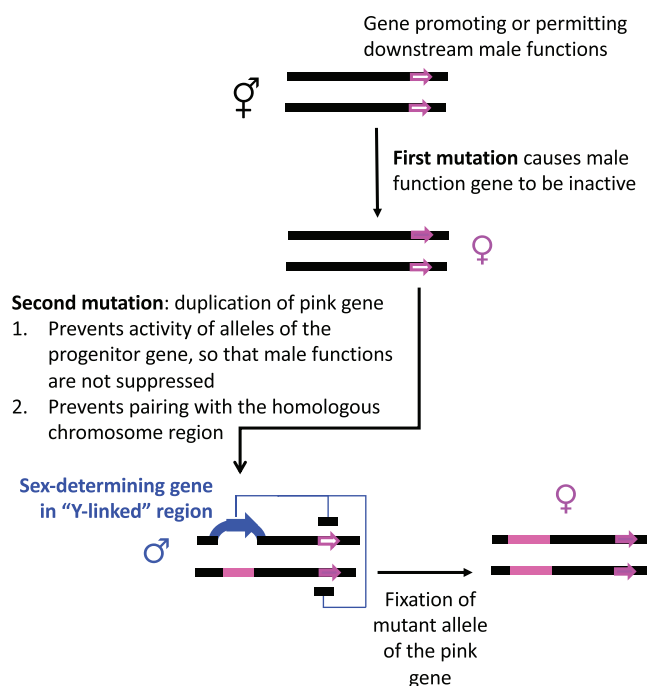 Gene promoting or permitting
downstream male functions
First mutation causes male
function gene to be inactive
Second mutation: duplication of pink gene
1. Prevents activity of alleles of the
progenitor gene, so that male functions
are not suppressed
2. Prevents pairing with the homologous
chromosome region
Sex-determining gene
in “Y-linked” region
Fixation of
mutant allele
of the pink
gene